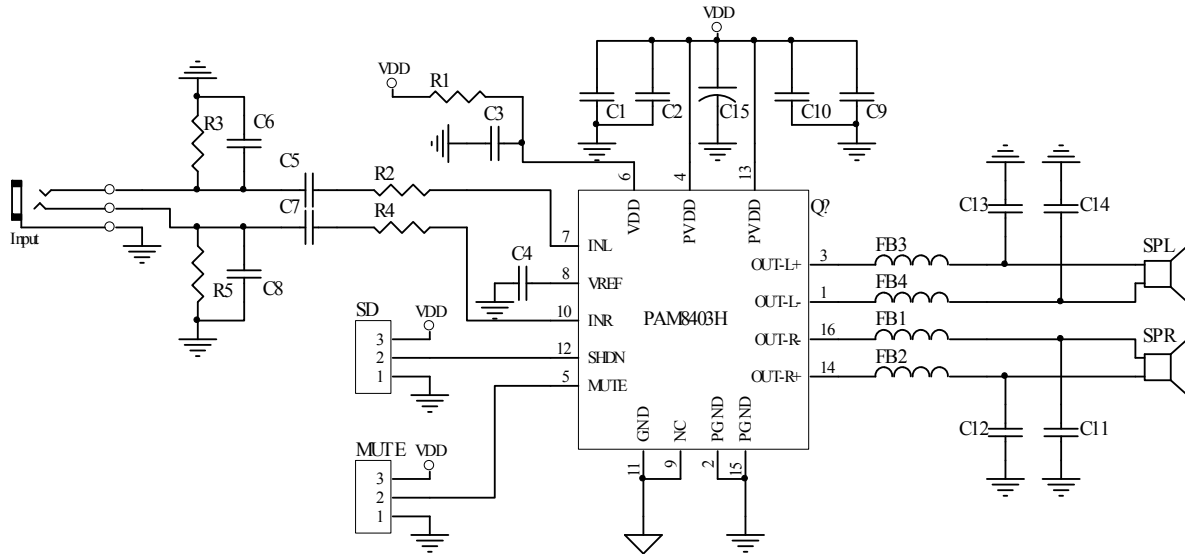 VDD
VDD
R1
C3
C1
C2
C15
C10
C9
R3
C6
C5
R2
C7
R4
Input
R5
C8
6
4
13
VDD
PVDD
PVDD
Q?
7
INL
C4
8
VREF
10
INR
12
SHDN
5
MUTE
PAM8403H
OUT-L+
3
OUT-L-
1
OUT-R-
16
OUT-R+
14
FB3
FB4
FB1
FB2
C13
C14
SPL
SPR
C12
C11
SD
VDD
3
2
1
MUTE
VDD
3
2
1
GND
NC
PGND
PGND
11
9
2
15